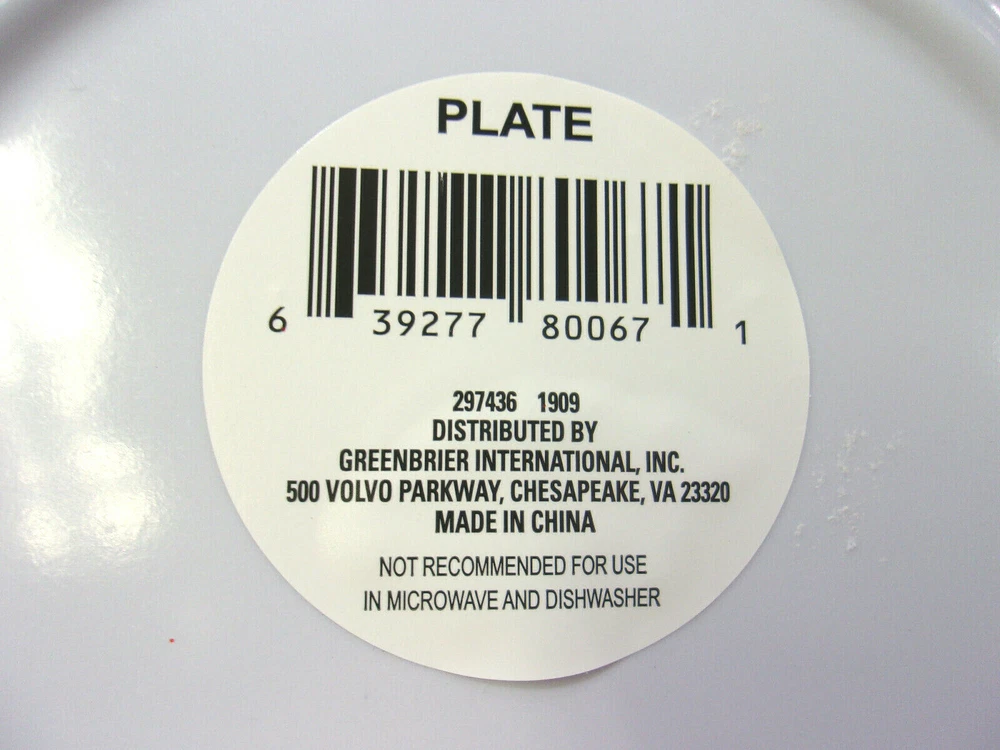 PLATE
6 39277 80067 1
297436 1909
DISTRIBUTED BY
GREENBRIER INTERNATIONAL, INC.
500 VOLVO PARKWAY, CHESAPEAKE, VA 23320
MADE IN CHINA
NOT RECOMMENDED FOR USE
IN MICROWAVE AND DISHWASHER